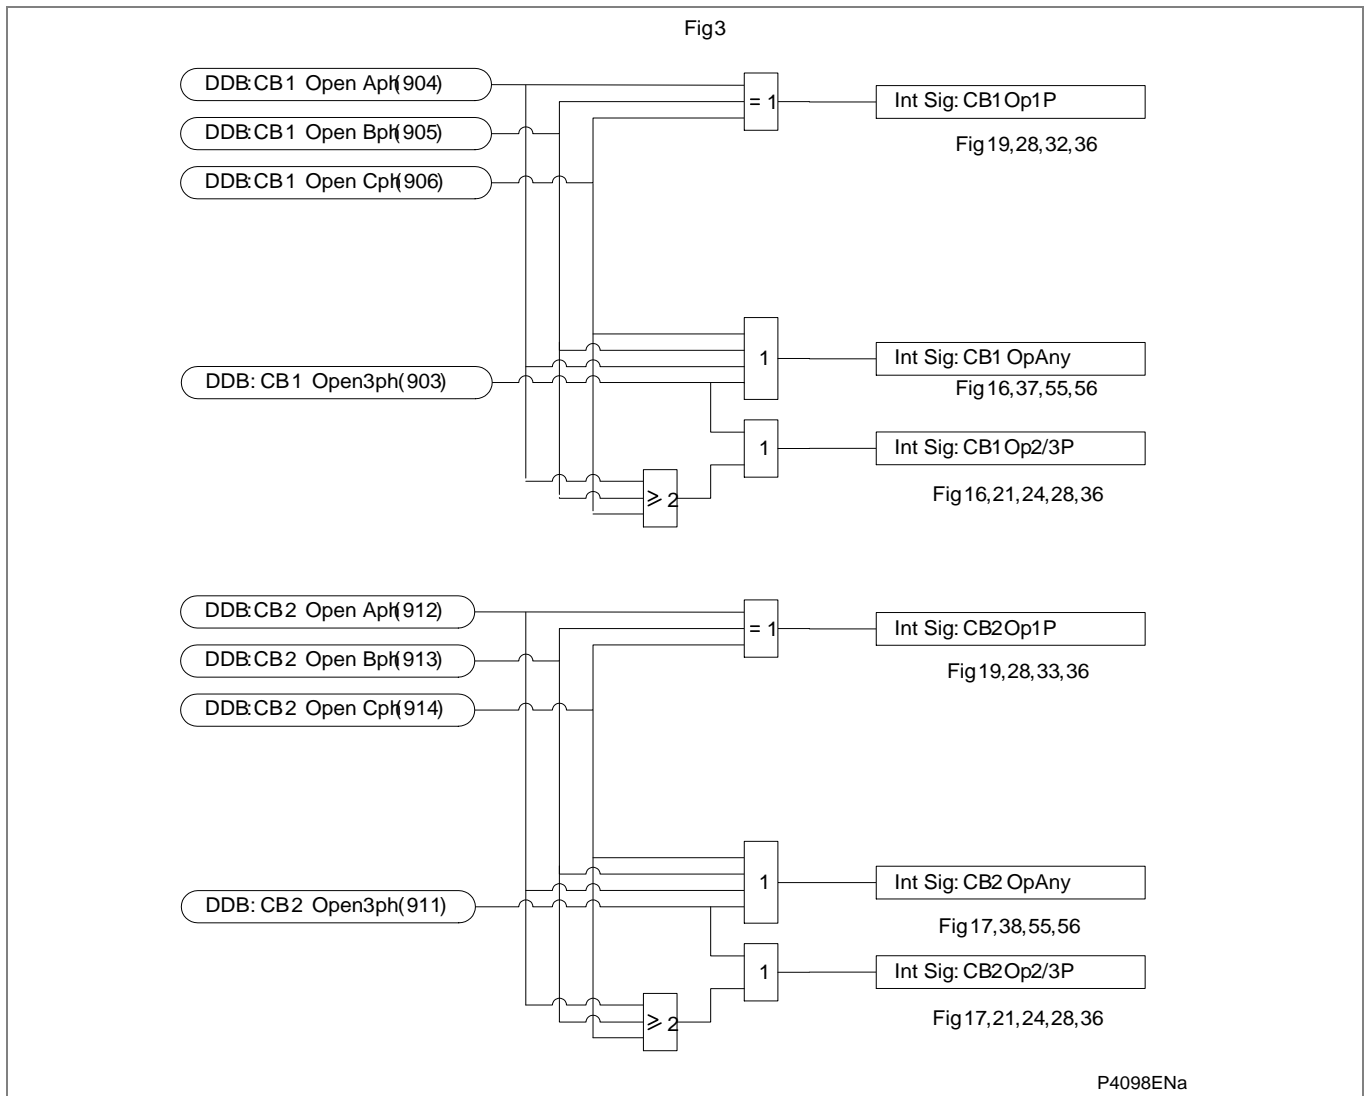 Fig3
DDB:CB1 Open Aph(904)
= 1
Int Sig: CB1Op1P
DDB:CB1 Open Bph(905)
Fig19,28,32,36
DDB:CB1 Open Cph(906)
1
Int Sig: CB1 OpAny
DDB: CB1 Open3ph(903)
Fig16,37,55,56
1
Int Sig: CB1Op2/3P
≥ 2
Fig16,21,24,28,36
DDB:CB2 Open Aph(912)
= 1
Int Sig: CB2Op1P
DDB:CB2 Open Bph(913)
Fig19,28,33,36
DDB:CB2 Open Cph(914)
1
Int Sig: CB2 OpAny
DDB: CB2 Open3ph(911)
Fig17,38,55,56
1
Int Sig: CB2Op2/3P
≥ 2
Fig17,21,24,28,36
P4098ENa